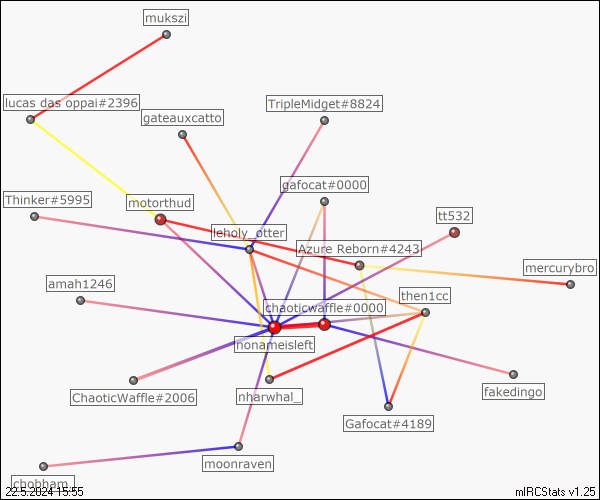 mukszi
lucas das oppai#2396
TripleMidget#8824
gateauxcatto
gafocat#0000
Thinker#5995
motorthud
tt532
leholy_otter
Azure Reborn#4243
mercurybro
amah1246
then1cc
chaoticwaffle#0000
nonameisleft
ChaoticWaffle#2006
nharwhal_
fakedingo
Gafocat#4189
moonraven
chobham_
22.5.2024 15:55
mIRCStats v1.25